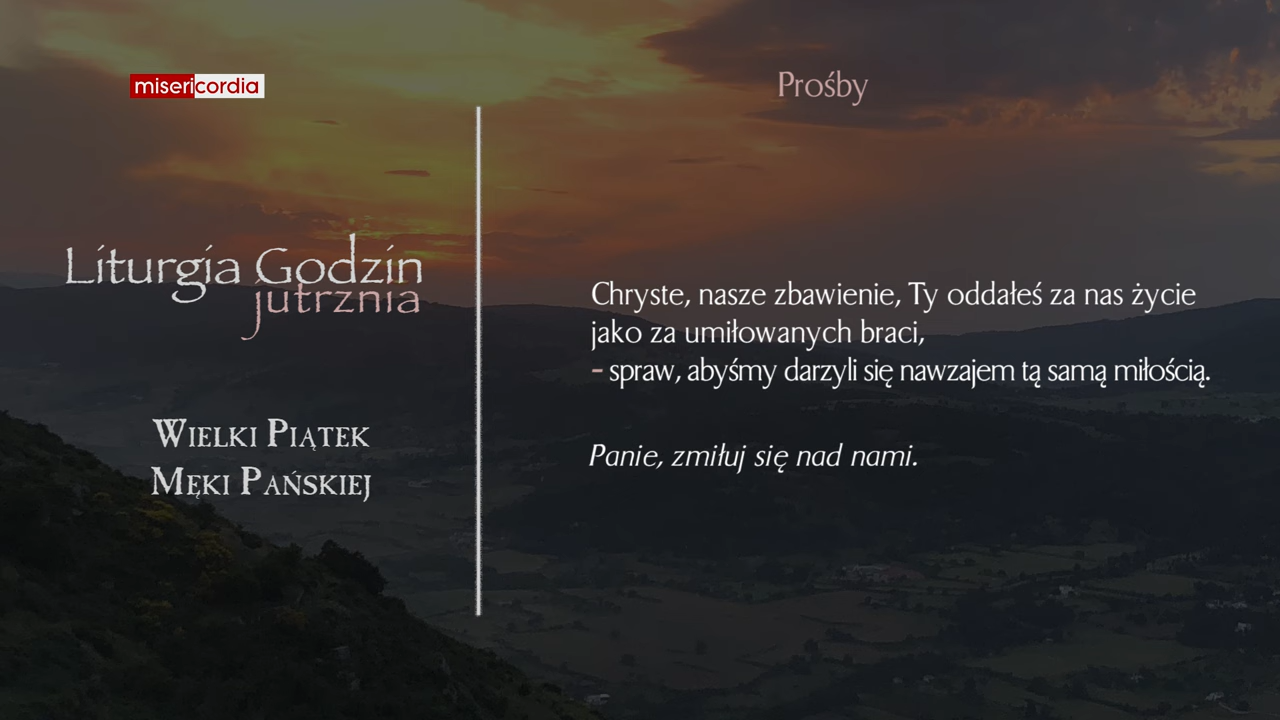 misericordia
Liturgia Godzin
jutrznia
Wielki Piątek
Męki Pańskiej
Prośby
Chryste, nasze zbawienie, Ty oddałeś za nas życie
jako za umiłowanych braci,
- spraw, abyśmy darzyli się nawzajem tą samą miłością.
Panie, zmiłuj się nad nami.